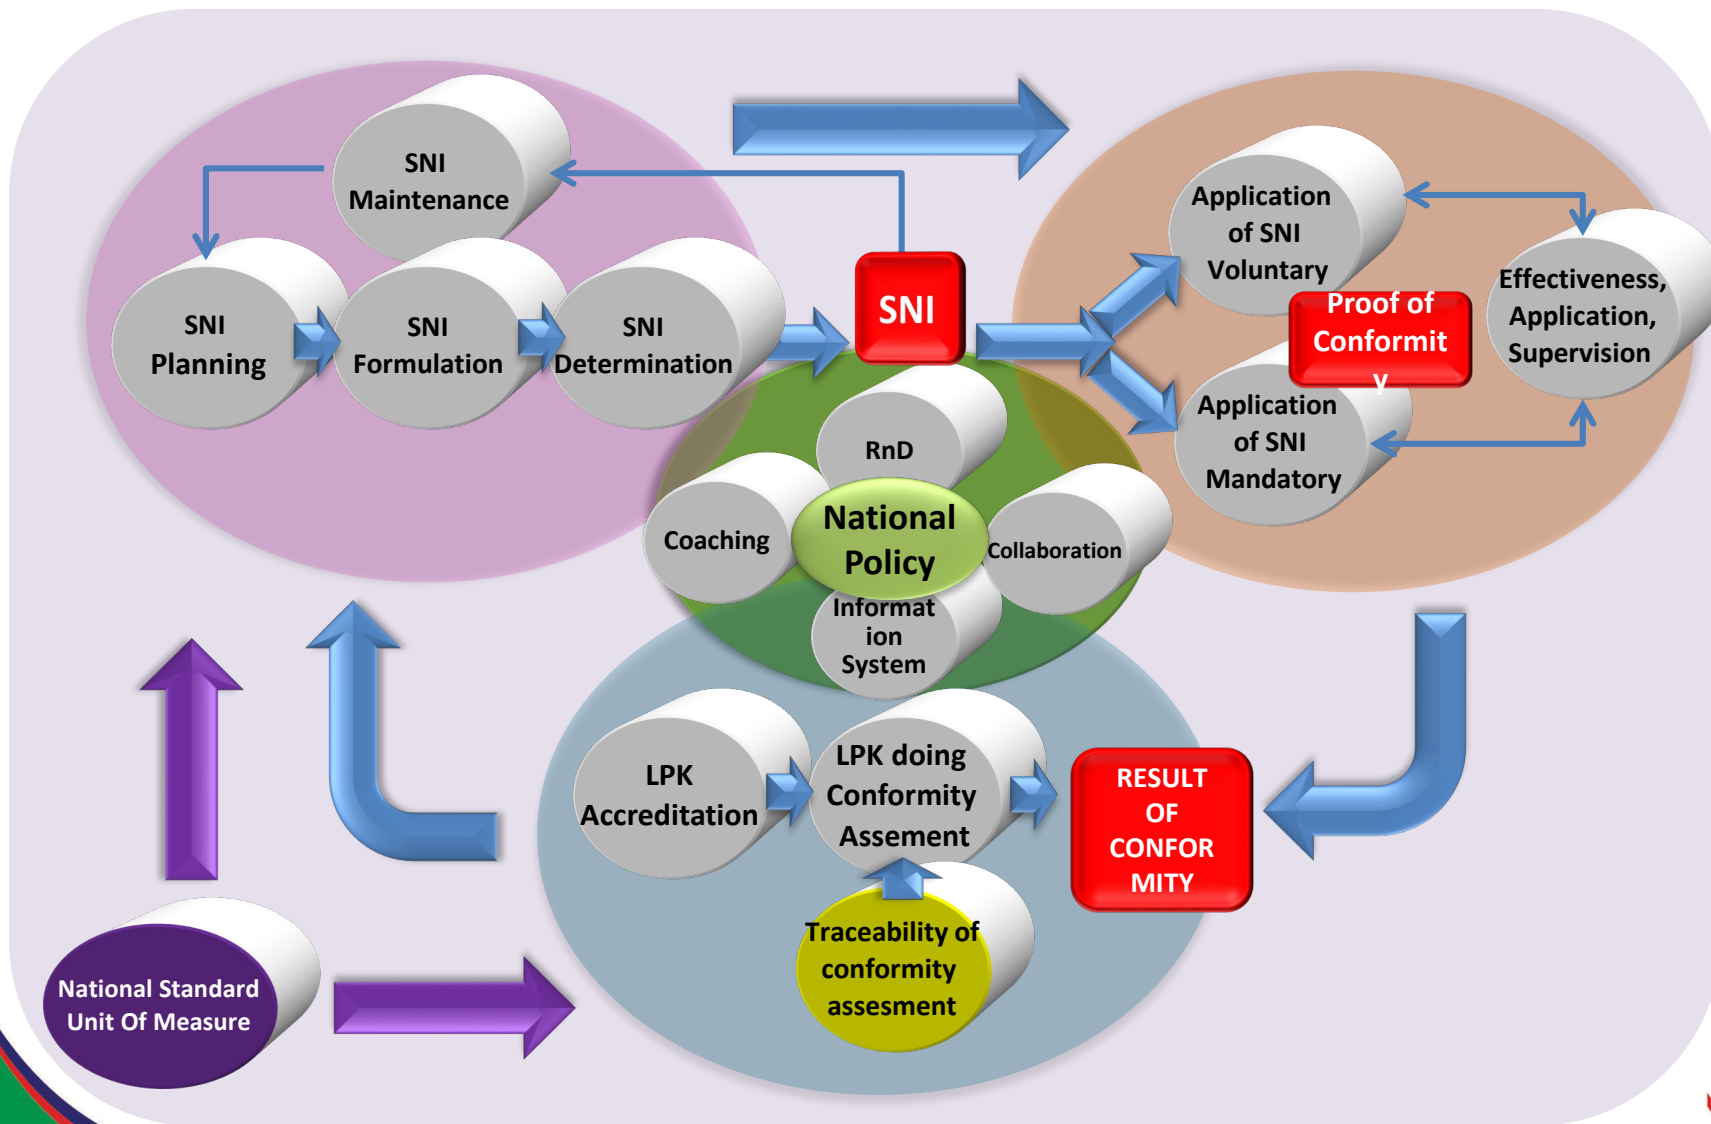 SNI
Maintenance
SNI
Planning
SNI
Formulation
SNI
Determination
SNI
Application
of SNI
Voluntary
Proof of
Conformit
y
Effectiveness,
Application,
Supervision
Application
of SNI
Mandatory
RnD
Coaching
National
Policy
Collaboration
Informat
ion
System
LPK
Accreditation
LPK doing
Conformity
Assement
RESULT
OF
CONFOR
MITY
Traceability of
conformity
assesment
National Standard
Unit Of Measure